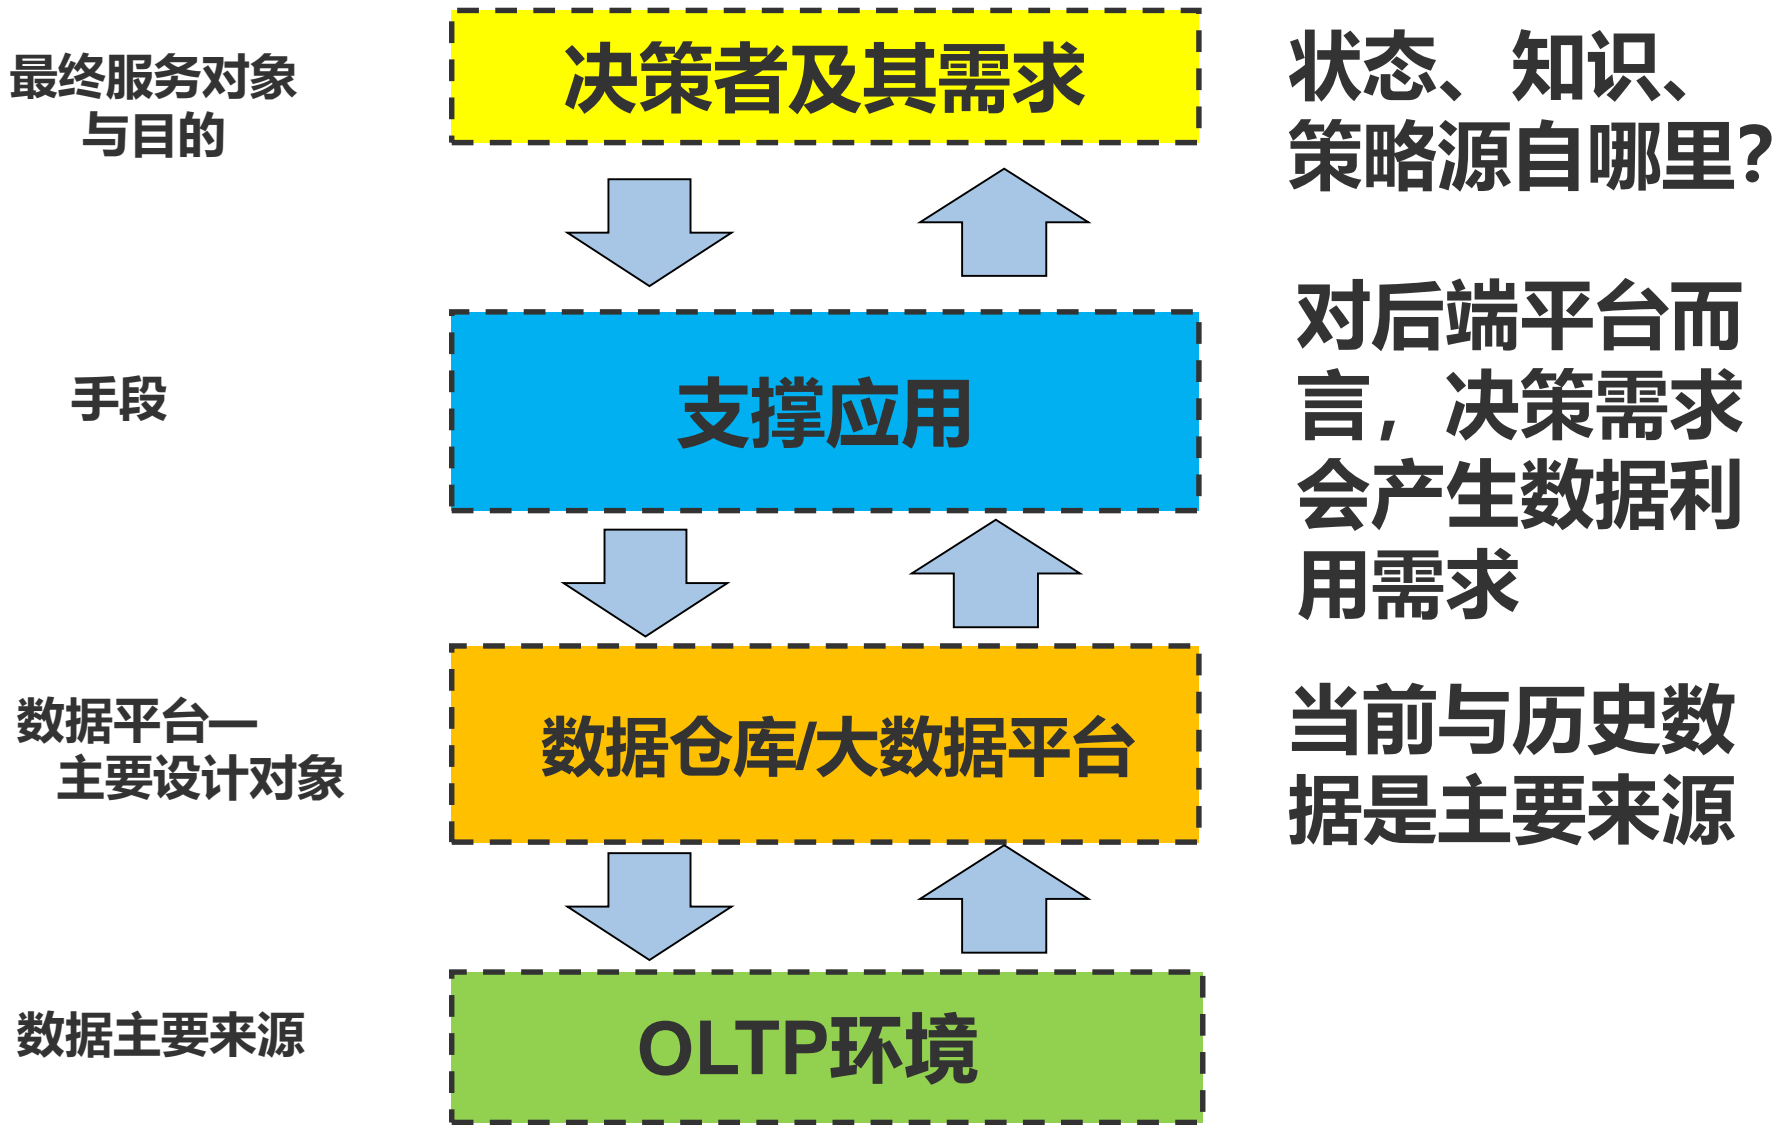 最终服务对象
与目的
决策者及其需求
状态、知识、
策略源自哪里?
手段
支撑应用
对后端平台而
言，决策需求
会产生数据利
用需求
数据平台—
主要设计对象
数据仓库/大数据平台
当前与历史数
据是主要来源
数据主要来源
OLTP环境